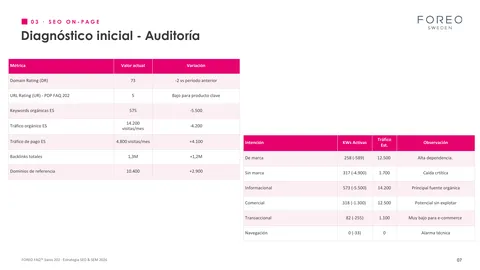 03 · SEO ON-PAGE
FOREO
SWEDEN
Diagnóstico inicial - Auditoría
Métrica Valor actual Variación
Domain Rating (DR) 73 -2 vs periodo anterior
URL Rating (UR) - PDP FAQ 202 5 Bajo para producto clave
Keywords orgánicas ES 575 -5.500
Tráfico orgánico ES 14.200 visitas/mes -4.200
Tráfico de pago ES 4.800 visitas/mes +4.100
Backlinks totales 1,3M +1,2M
Dominios de referencia 10.400 +2.900
Intención KWs Activas Tráfico Est. Observación
De marca 258 (-589) 12.500 Alta dependencia.
Sin marca 317 (-4.900) 1.700 Caída crítica
Informacional 573 (-5.500) 14.200 Principal fuente orgánica
Comercial 318 (-1.300) 12.500 Potencial sin explotar
Transaccional 82 (-251) 1.100 Muy bajo para e-commerce
Navegación 0 (-33) 0 Alarma técnica
07